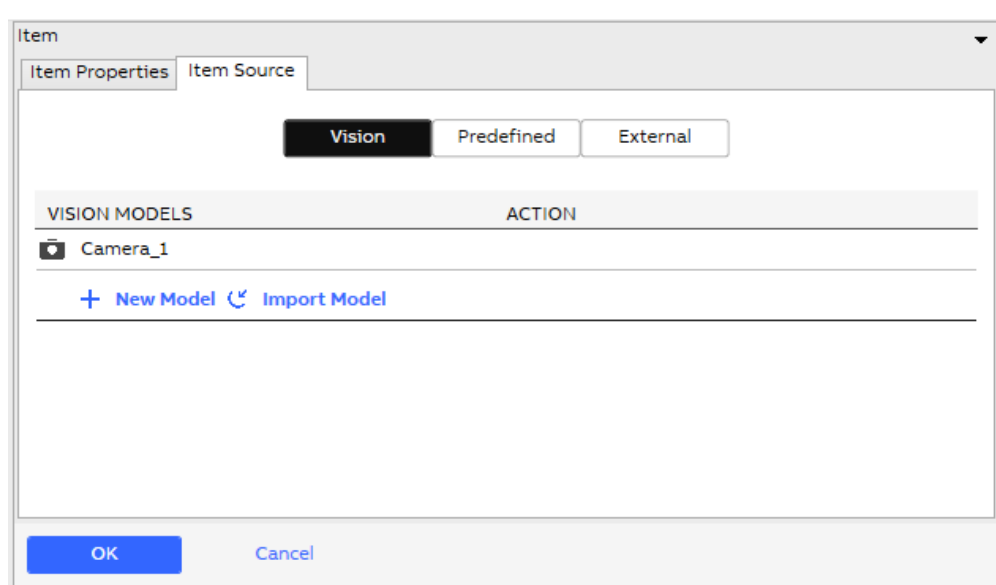 Item
Item Properties Item Source
Vision Predefined External
VISION MODELS ACTION
Camera_1
New Model Import Model
OK Cancel